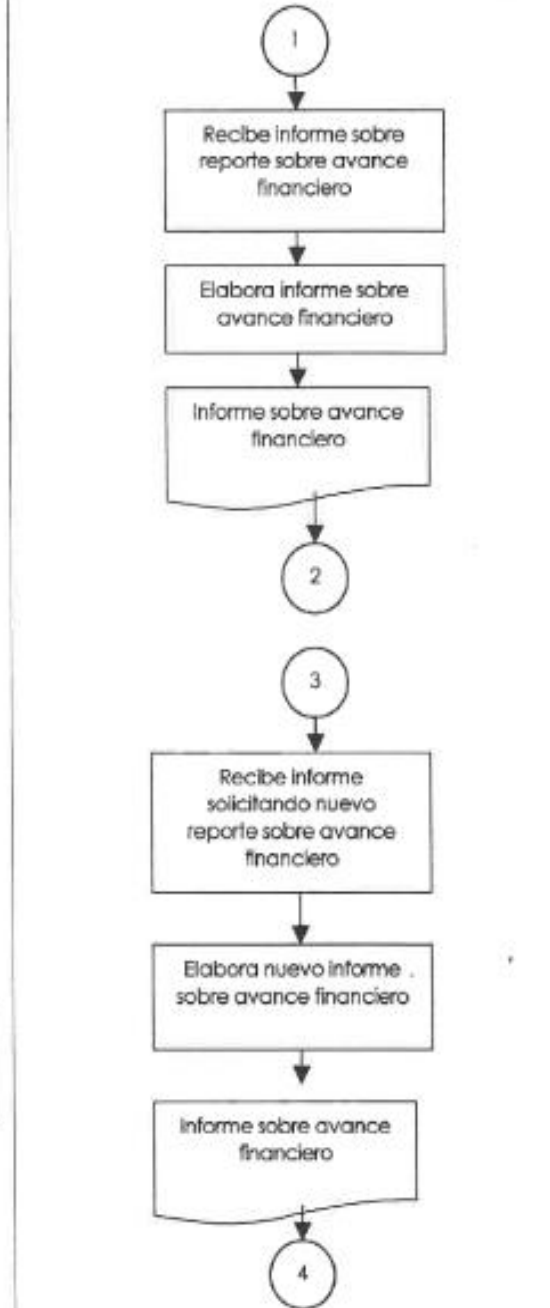 1
Recibe informe sobre
reporte sobre avance
financiero
Elabora informe sobre
avance financiero
Informe sobre avance
financiero
2
3
Recibe informe
solicitando nuevo
reporte sobre avance
financiero
Elabora nuevo informe
sobre avance financiero
Informe sobre avance
financiero
4